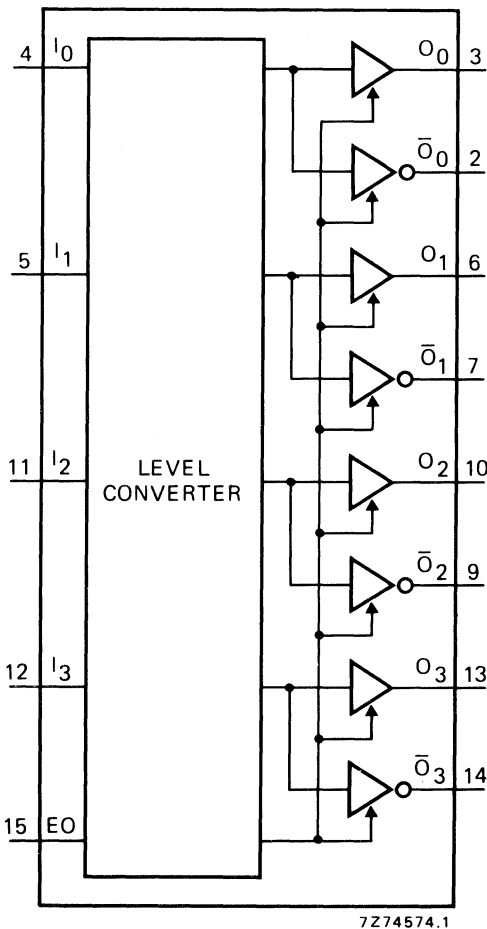 4 I0 O0 3
Ō0 2
5 I1 O1 6
Ō1 7
11 I2 O2 10
LEVEL
CONVERTER
Ō2 9
12 I3 O3 13
Ō3 14
15 EO
7Z74574.1